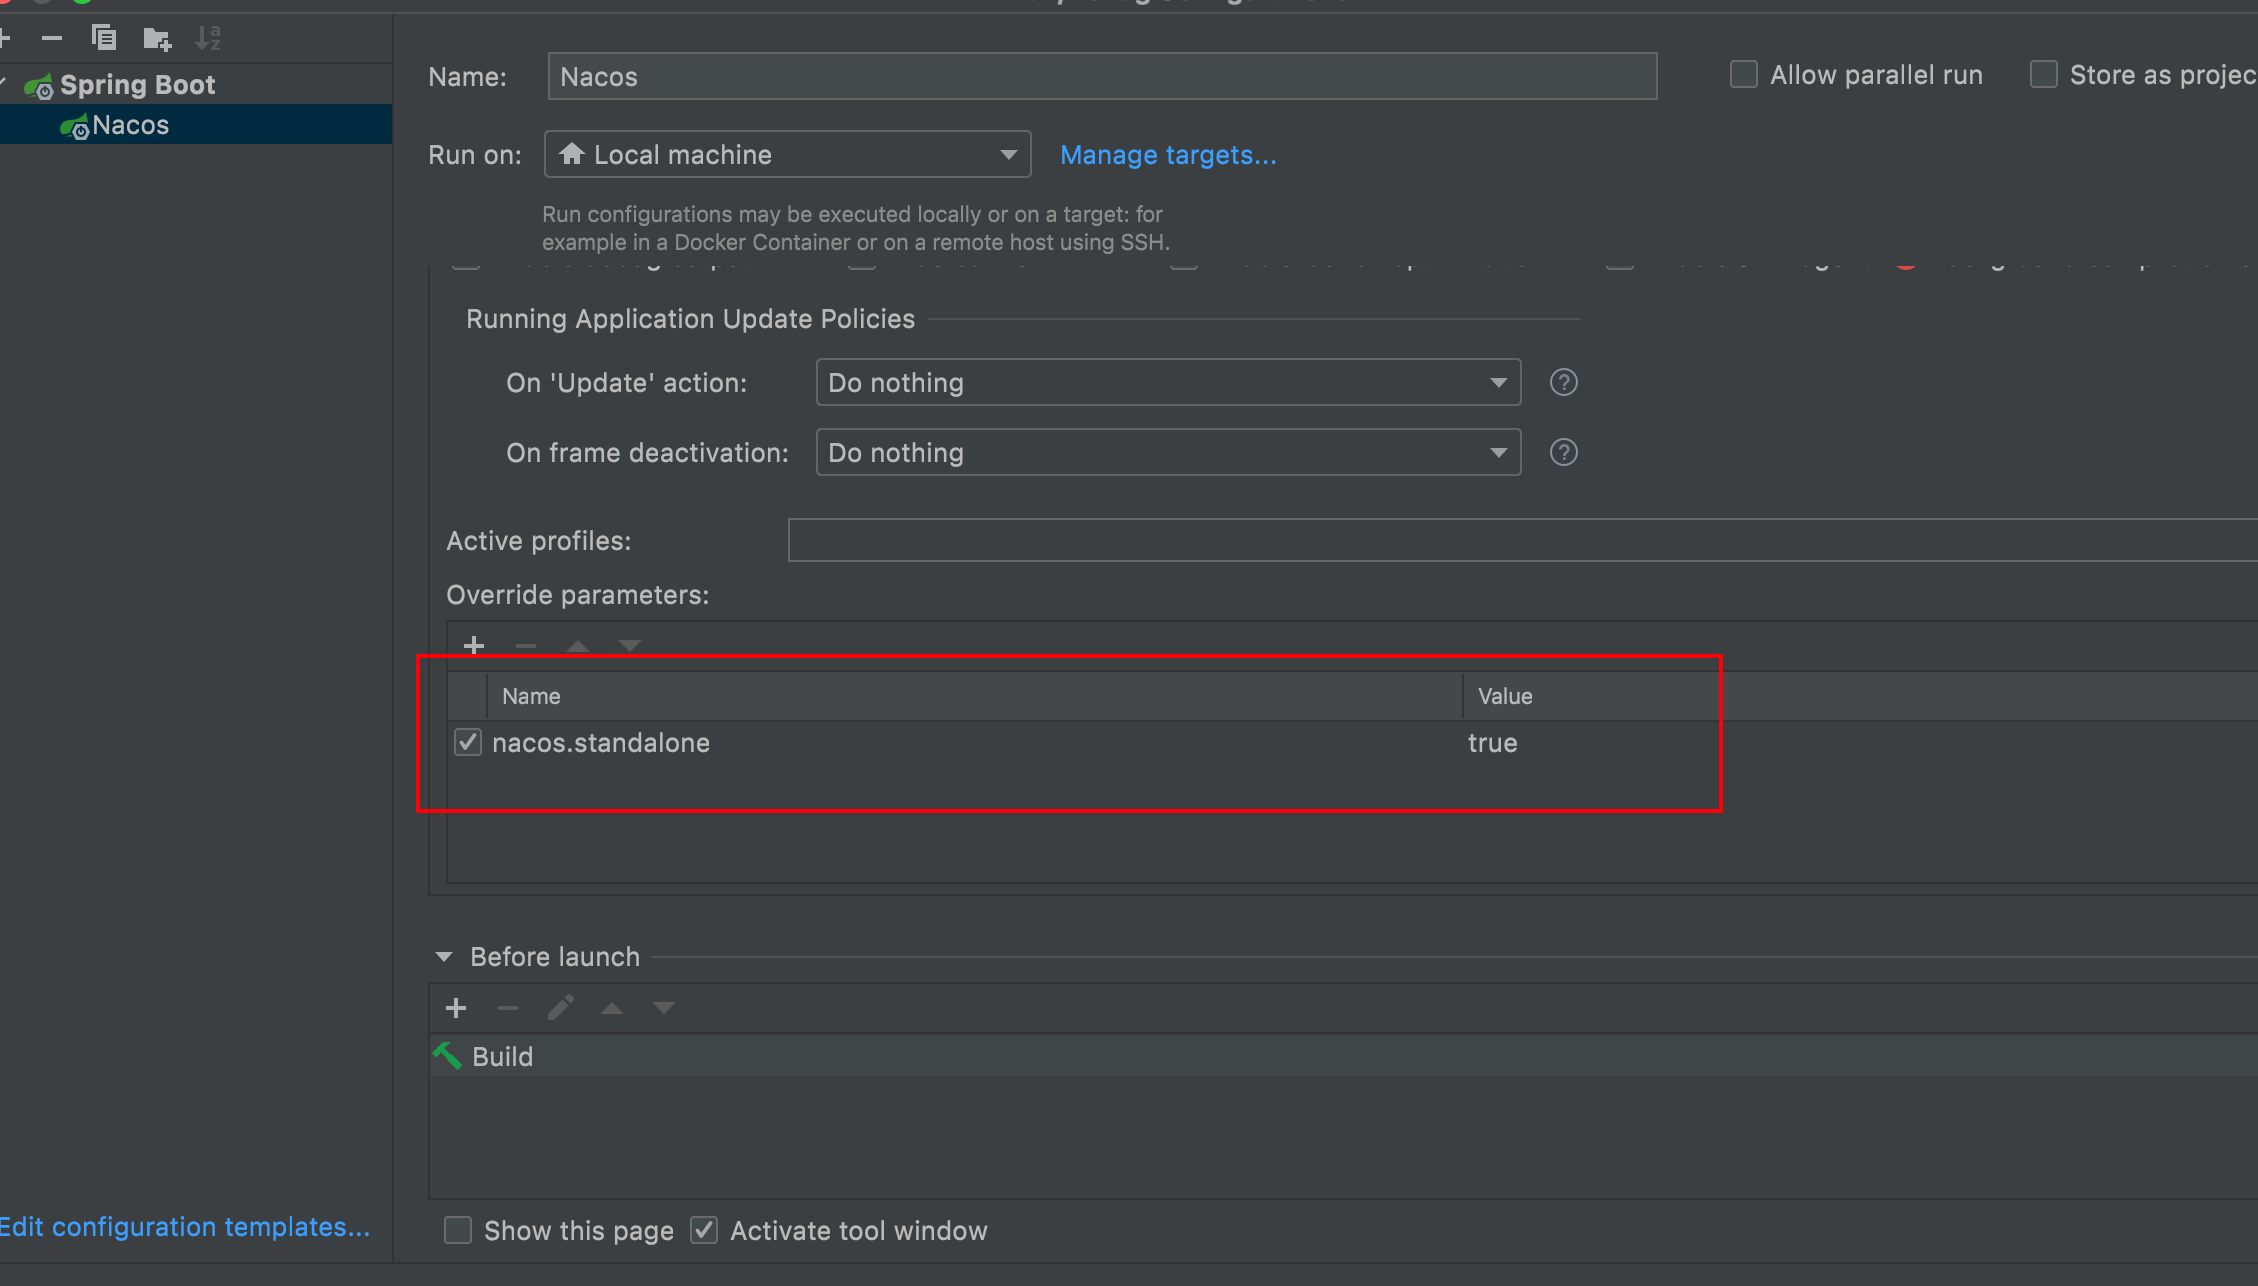 Spring Boot
Nacos
Name: Nacos
Allow parallel run
Store as projec
Run on: Local machine Manage targets...
Run configurations may be executed locally or on a target: for
example in a Docker Container or on a remote host using SSH.
Running Application Update Policies
On 'Update' action: Do nothing ?
On frame deactivation: Do nothing ?
Active profiles:
Override parameters:
Name Value
nacos.standalone true
Before launch
Build
Show this page Activate tool window
Edit configuration templates...